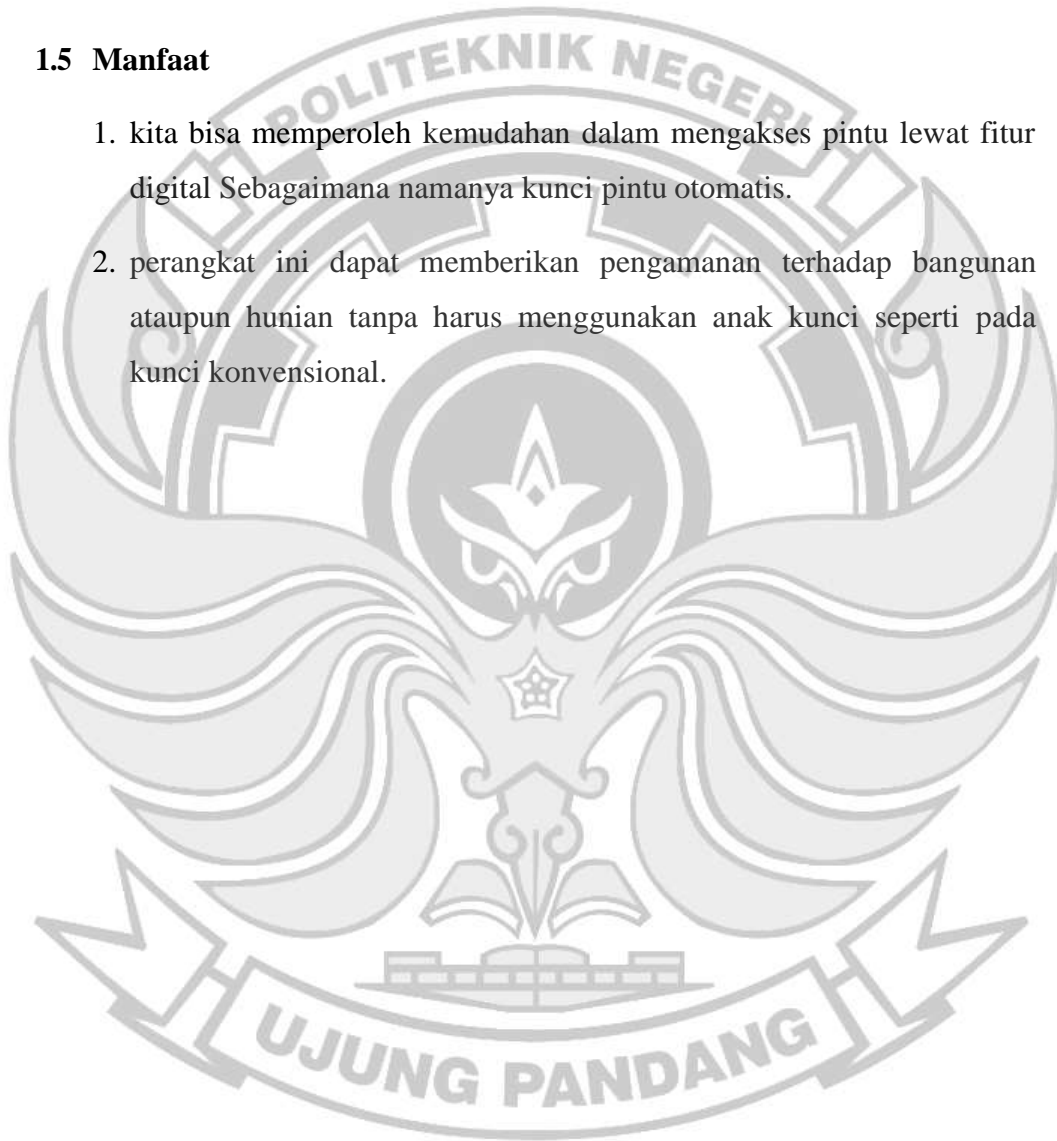 POLITEKNIK NEGERI
1.5 Manfaat
1. kita bisa memperoleh kemudahan dalam mengakses pintu lewat fitur
digital Sebagaimana namanya kunci pintu otomatis.
2. perangkat ini dapat memberikan pengamanan terhadap bangunan
ataupun hunian tanpa harus menggunakan anak kunci seperti pada
kunci konvensional.
UJUNG PANDANG